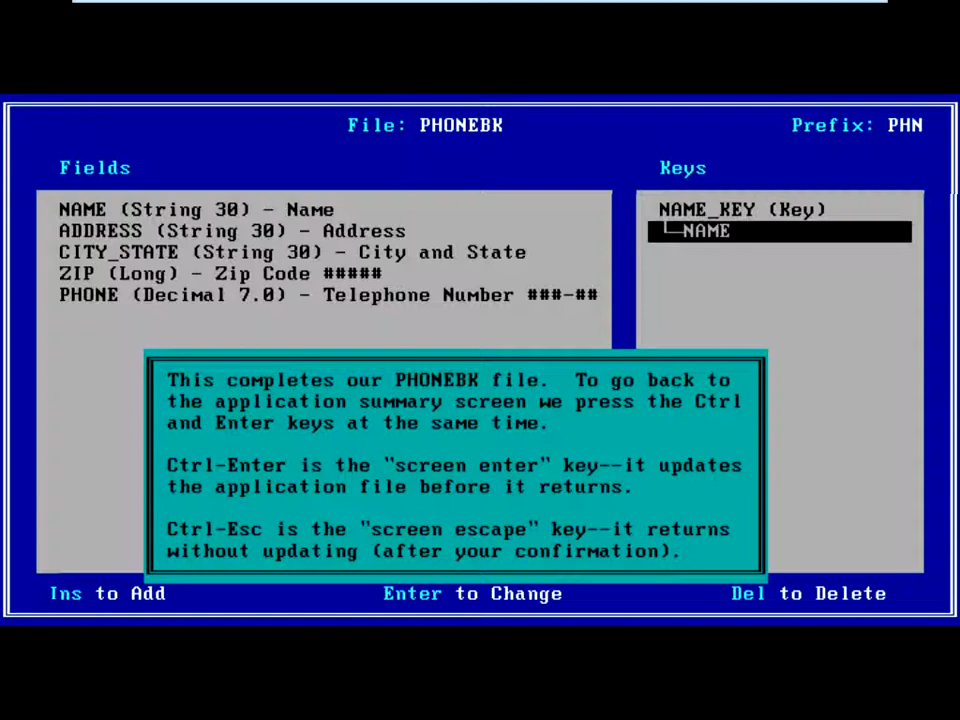 File: PHONEBK Prefix: PHN
Fields Keys
NAME (String 30) - Name NAME_KEY (Key)
ADDRESS (String 30) - Address └─NAME
CITY_STATE (String 30) - City and State
ZIP (Long) - Zip Code #####
PHONE (Decimal 7.0) - Telephone Number ###-##
This completes our PHONEBK file. To go back to
the application summary screen we press the Ctrl
and Enter keys at the same time.
Ctrl-Enter is the "screen enter" key--it updates
the application file before it returns.
Ctrl-Esc is the "screen escape" key--it returns
without updating (after your confirmation).
Ins to Add Enter to Change Del to Delete